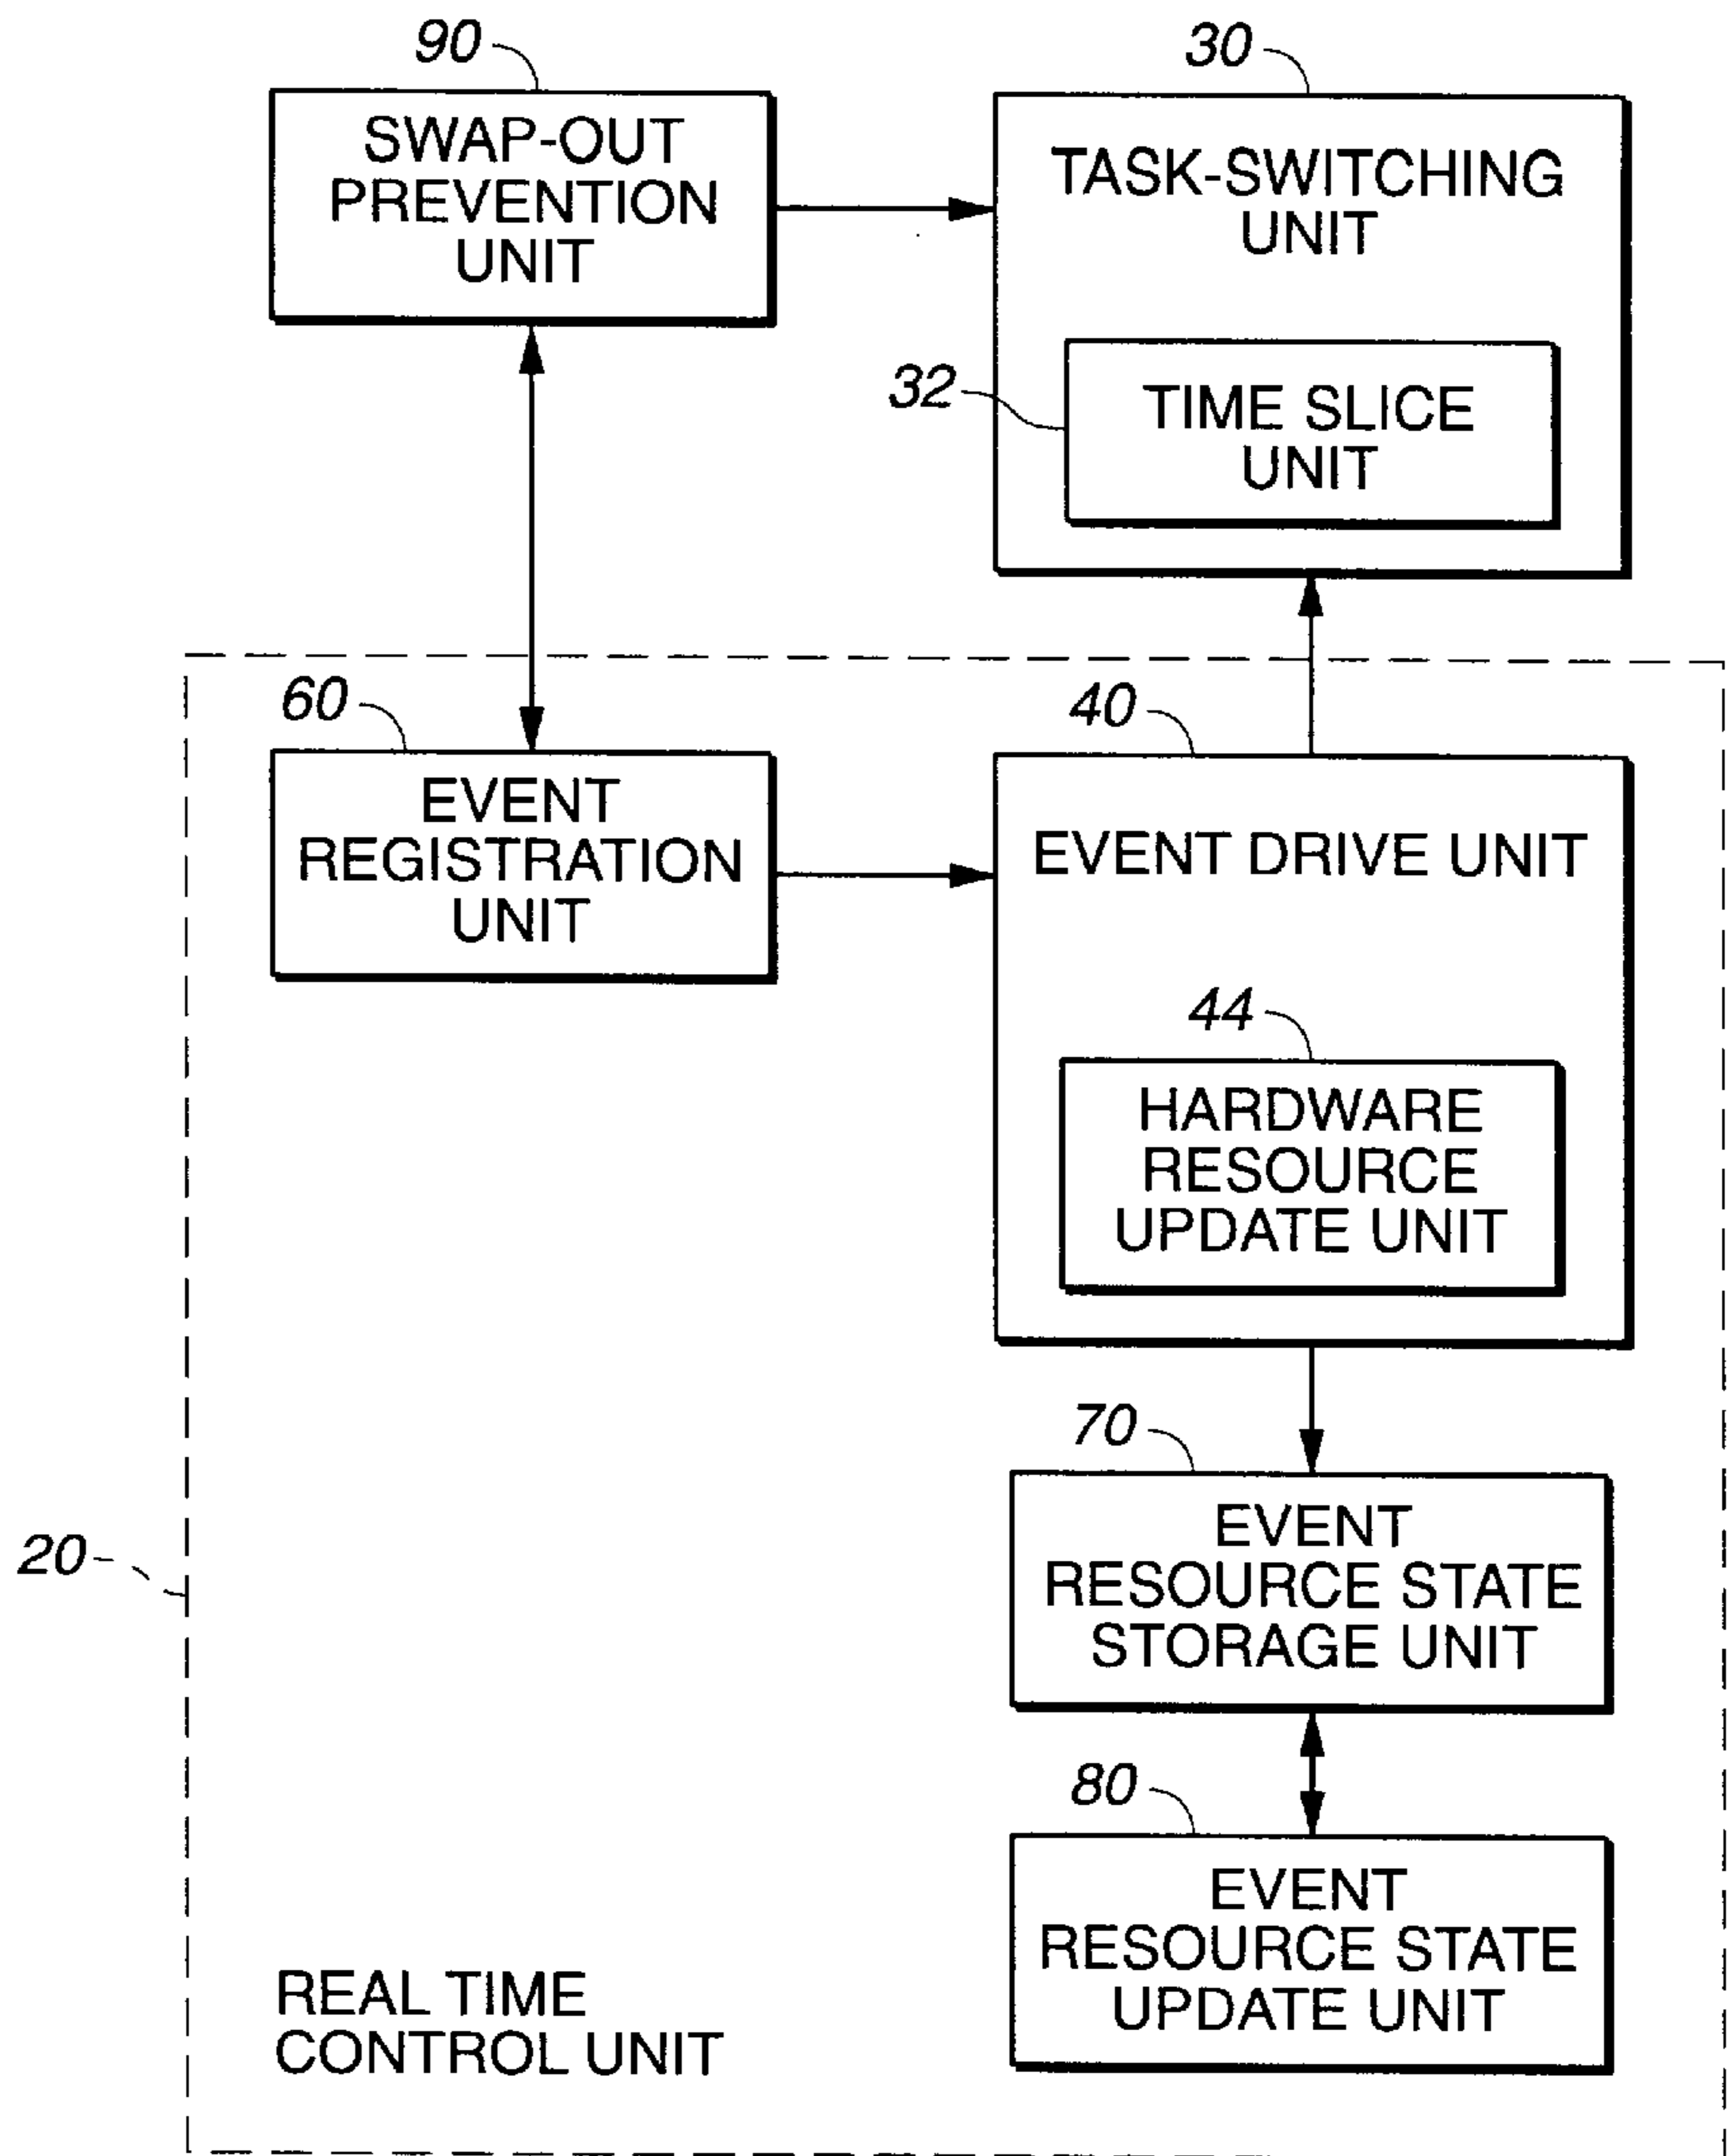 90
SWAP-OUT
PREVENTION
UNIT
30
TASK-SWITCHING
UNIT
32
TIME SLICE
UNIT
60
EVENT
REGISTRATION
UNIT
40
EVENT DRIVE UNIT
44
HARDWARE
RESOURCE
UPDATE UNIT
70
EVENT
RESOURCE STATE
STORAGE UNIT
20
80
EVENT
RESOURCE STATE
UPDATE UNIT
REAL TIME
CONTROL UNIT